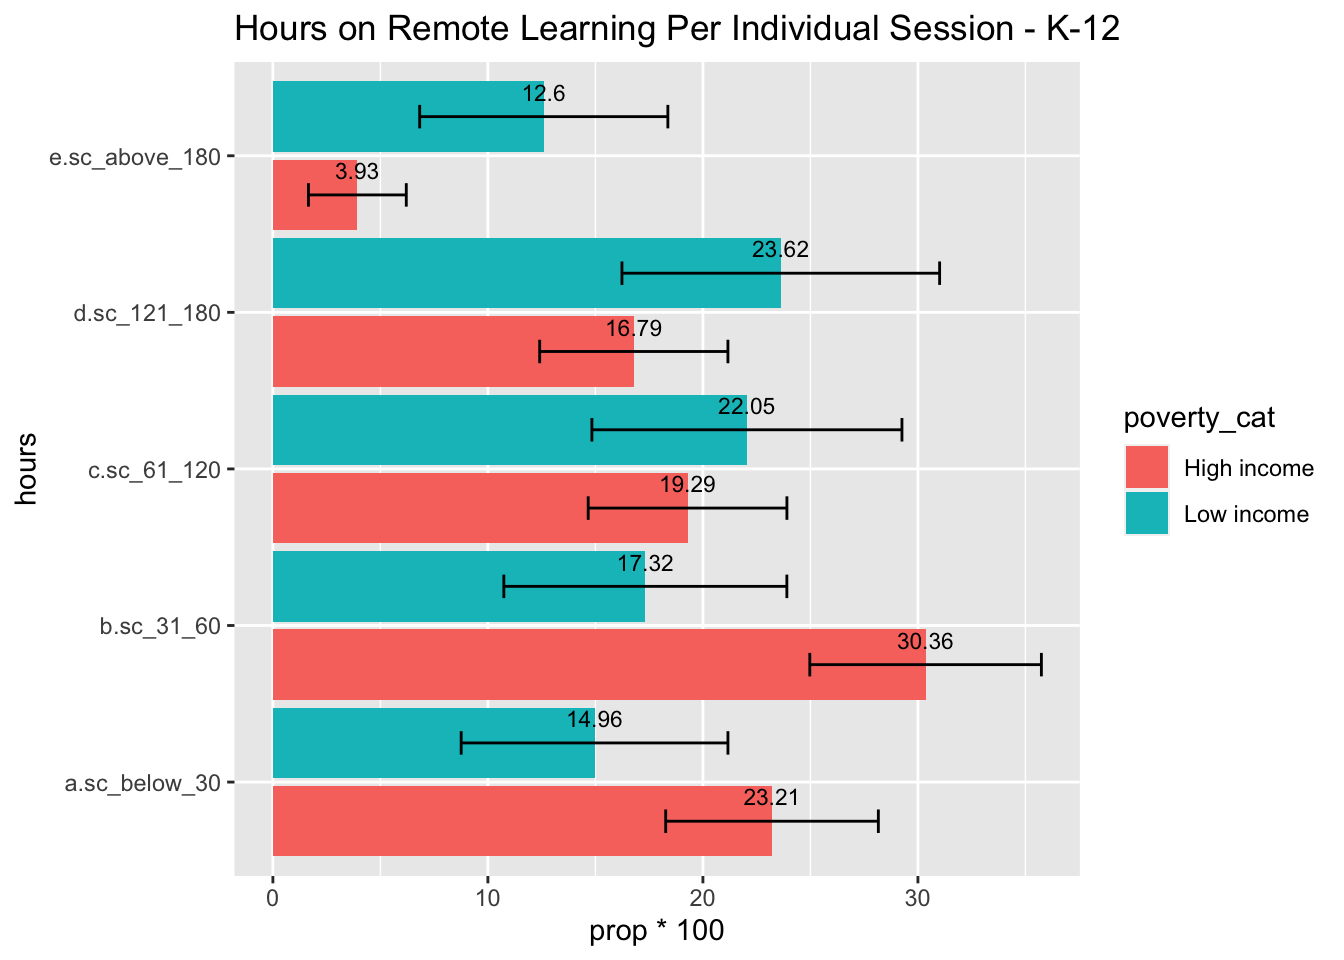 Hours on Remote Learning Per Individual Session - K-12
hours
e.sc_above_180
12.6
3.93
d.sc_121_180
23.62
16.79
c.sc_61_120
22.05
19.29
b.sc_31_60
17.32
30.36
a.sc_below_30
14.96
23.21
0 10 20 30
prop * 100
poverty_cat
High income
Low income